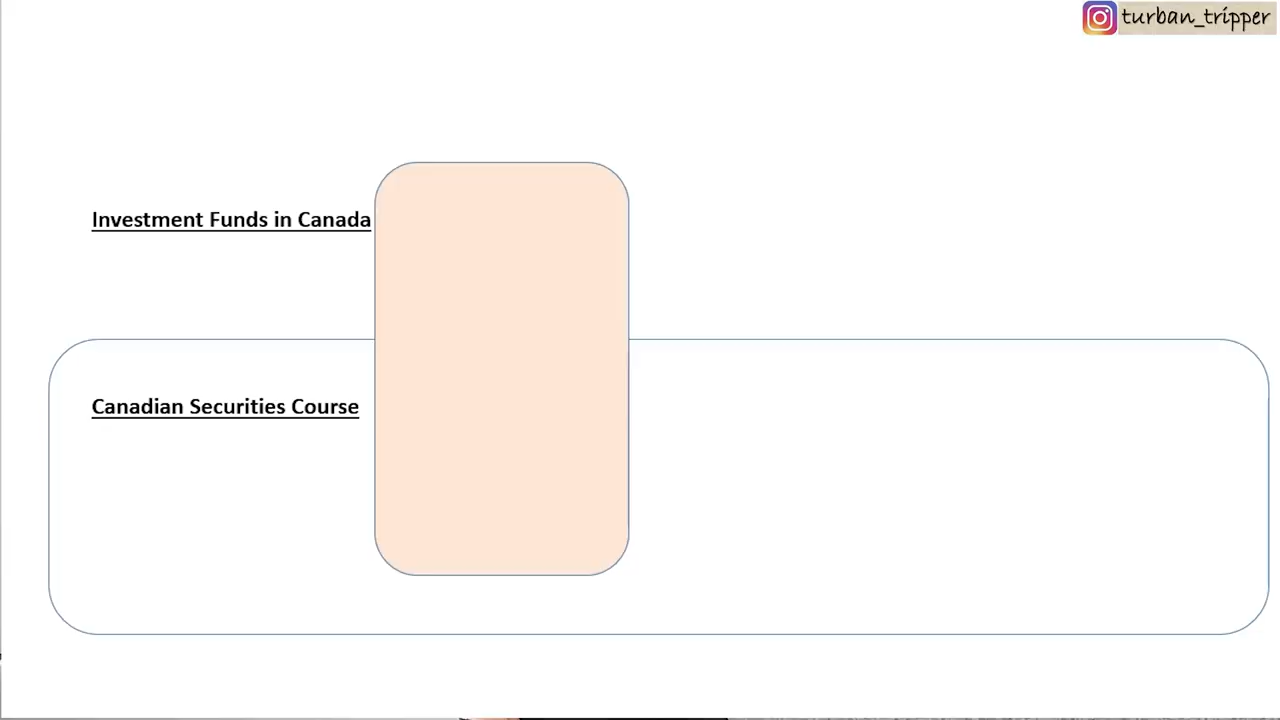 turban_tripper
Investment Funds in Canada
Canadian Securities Course